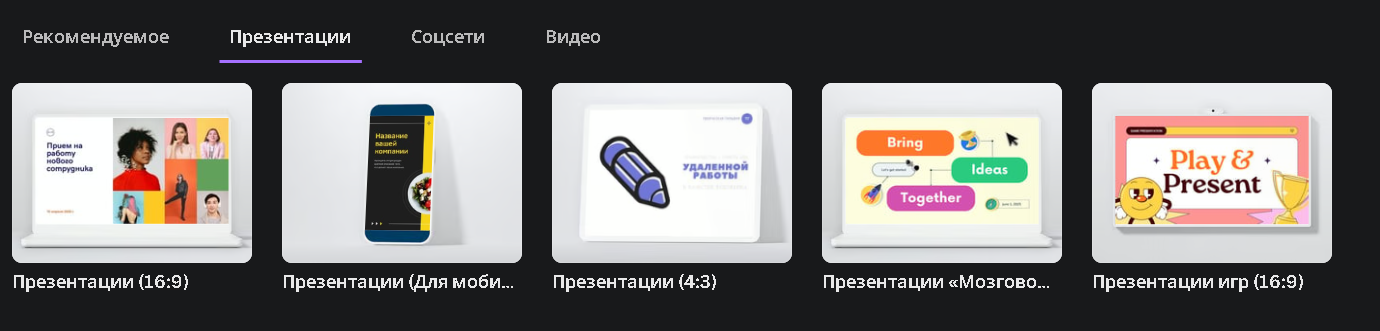 Рекомендуемое
Презентации
Соцсети
Видео
Прием на
работу
нового
сотрудника
Название
вашей
компании
УДАЛЕННОЙ
РАБОТЫ
Bring
Ideas
Together
Play &
Present
Презентации (16:9)
Презентации (Для моби...
Презентации (4:3)
Презентации «Мозгово...
Презентации игр (16:9)